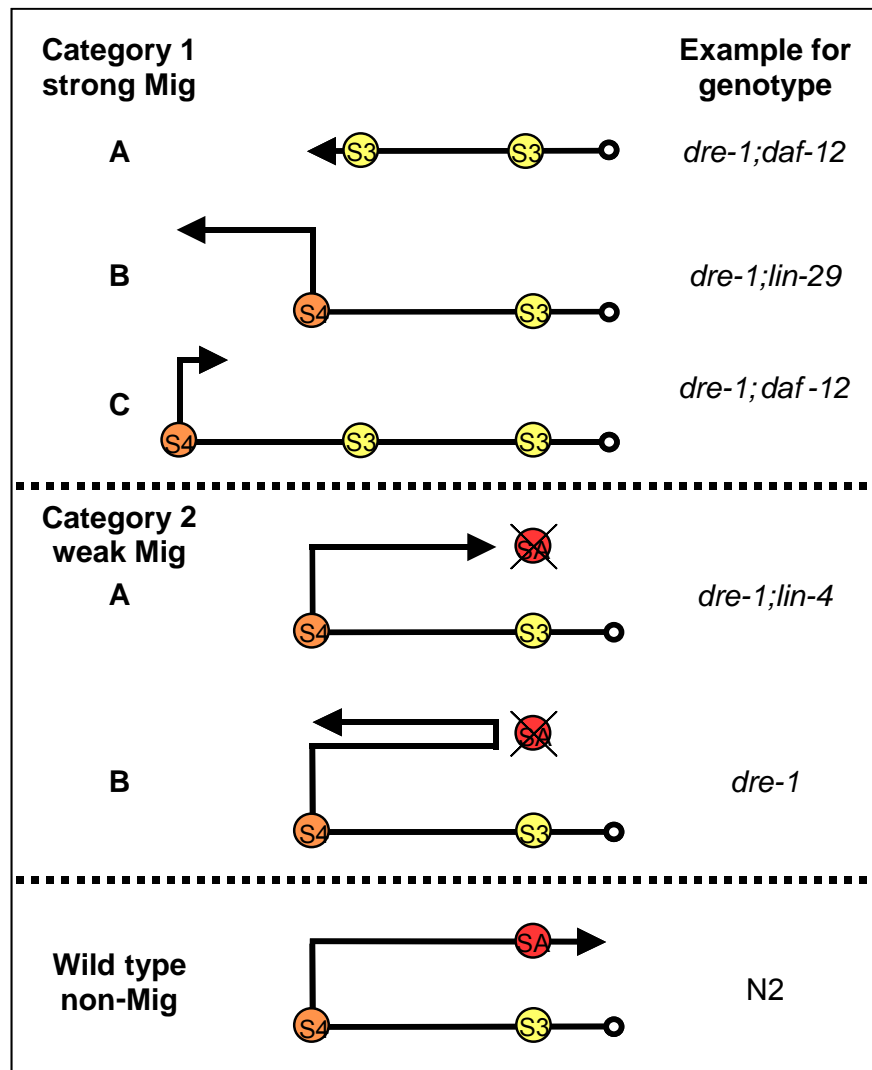 Category 1
strong Mig
Example for
genotype
A
S3
S3
dre-1;daf-12
B
S4
S3
dre-1;lin-29
C
S4
S3
S3
dre-1;daf-12
Category 2
weak Mig
A
SA
S4
S3
dre-1;lin-4
B
SA
S4
S3
dre-1
Wild type
non-Mig
SA
S4
S3
N2